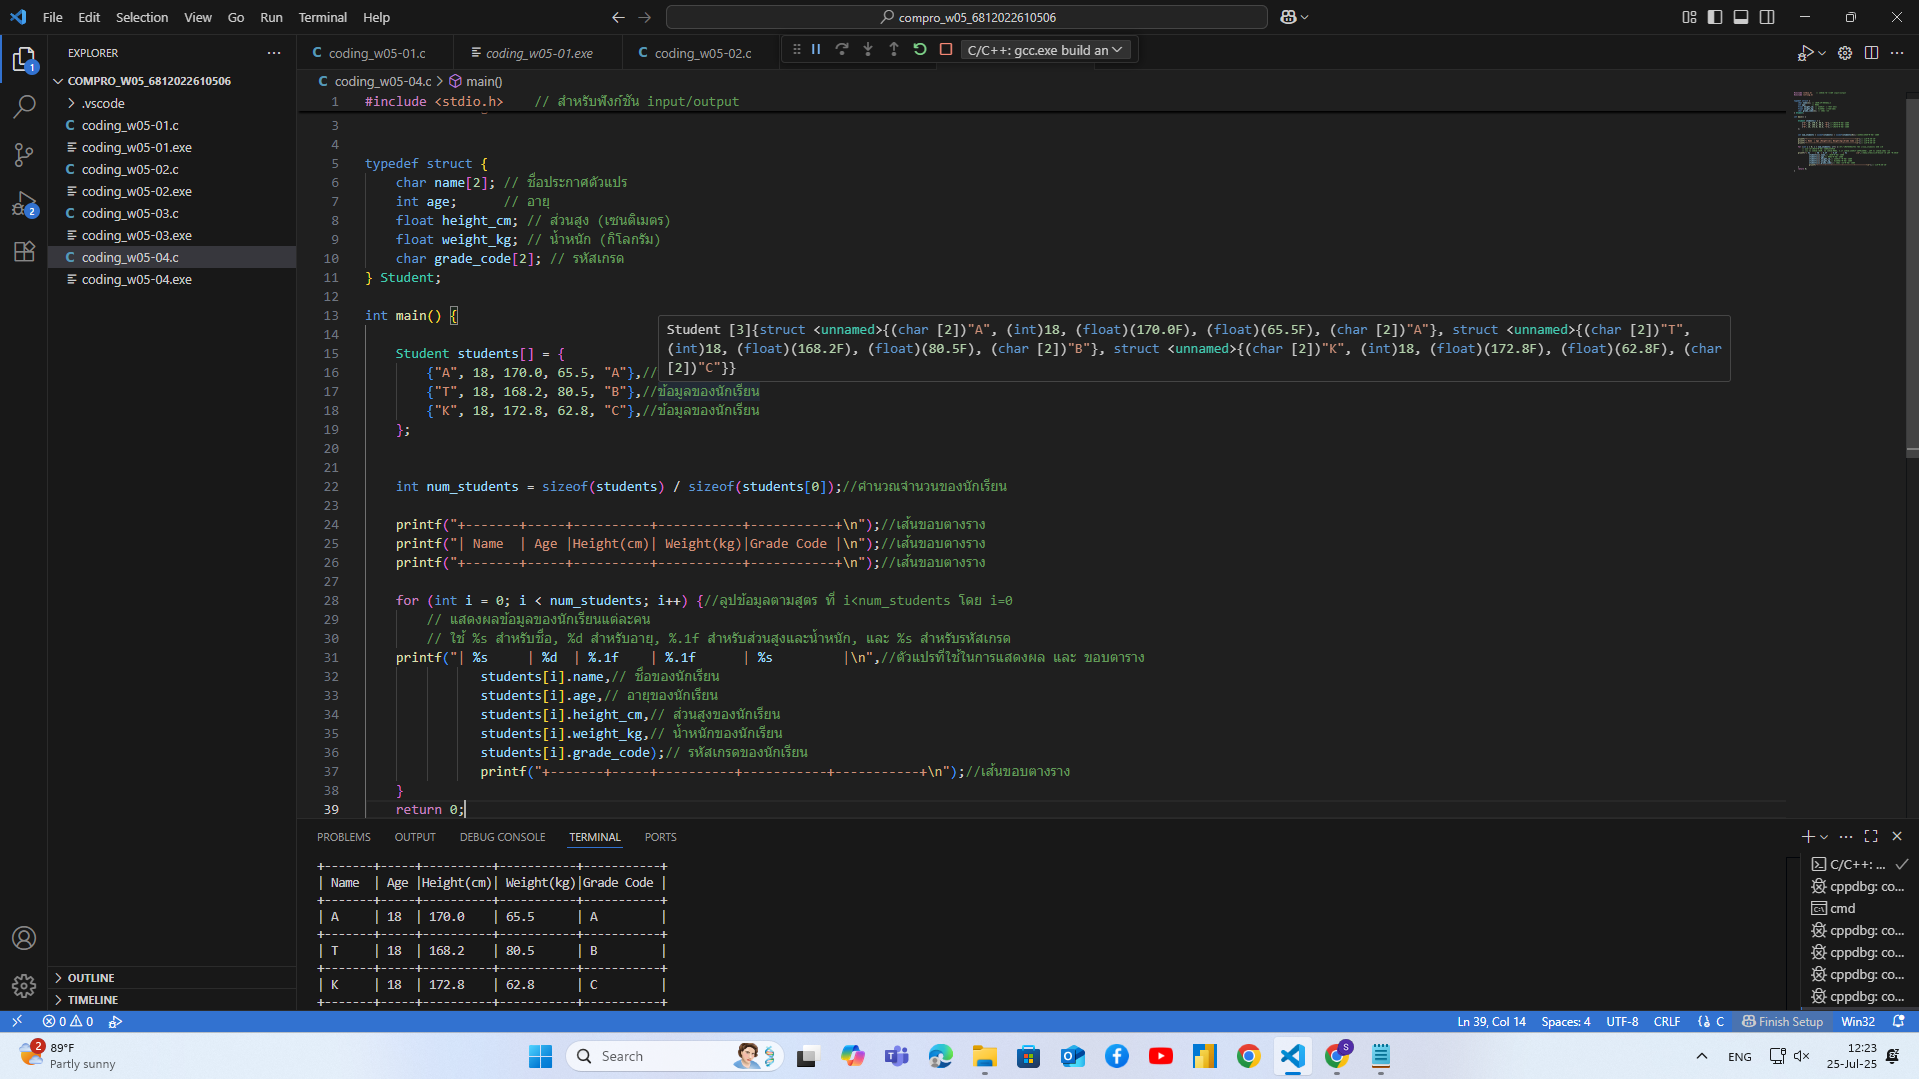 File Edit Selection View Go Run Terminal Help
compro_w05_6812022610506
EXPLORER
COMPRO_W05_6812022610506
.vscode
C coding_w05-01.c
coding_w05-01.exe
C coding_w05-02.c
coding_w05-02.exe
C coding_w05-03.c
coding_w05-03.exe
C coding_w05-04.c
coding_w05-04.exe
OUTLINE
TIMELINE
1
2
C coding_w05-01.c coding_w05-01.exe C coding_w05-02.c C/C++: gcc.exe build an
C coding_w05-04.c > main()
1 #include <stdio.h> // สำหรับฟังก์ชัน input/output
3
4
5 typedef struct {
6 char name[2]; // ชื่อประกาศตัวแปร
7 int age; // อายุ
8 float height_cm; // ส่วนสูง (เซนติเมตร)
9 float weight_kg; // น้ำหนัก (กิโลกรัม)
10 char grade_code[2]; // รหัสเกรด
11 } Student;
12
13 int main() {
14
15 Student students[] = {
16 {"A", 18, 170.0, 65.5, "A"},//
17 {"T", 18, 168.2, 80.5, "B"},//ข้อมูลของนักเรียน
18 {"K", 18, 172.8, 62.8, "C"},//ข้อมูลของนักเรียน
19 };
20
21
22 int num_students = sizeof(students) / sizeof(students[0]);//คำนวณจำนวนของนักเรียน
23
24 printf("+-------+-----+----------+-----------+-----------+\n");//เส้นขอบตางราง
25 printf("| Name  | Age |Height(cm)| Weight(kg)|Grade Code |\n");//เส้นขอบตางราง
26 printf("+-------+-----+----------+-----------+-----------+\n");//เส้นขอบตางราง
27
28 for (int i = 0; i < num_students; i++) {//ลูปข้อมูลตามสูตร ที่ i<num_students โดย i=0
29 // แสดงผลข้อมูลของนักเรียนแต่ละคน
30 // ใช้ %s สำหรับชื่อ, %d สำหรับอายุ, %.1f สำหรับส่วนสูงและน้ำหนัก, และ %s สำหรับรหัสเกรด
31 printf("| %s     | %d  | %.1f    | %.1f      | %s         |\n",//ตัวแปรที่ใช้ในการแสดงผล และ ขอบตาราง
32 students[i].name,// ชื่อของนักเรียน
33 students[i].age,// อายุของนักเรียน
34 students[i].height_cm,// ส่วนสูงของนักเรียน
35 students[i].weight_kg,// น้ำหนักของนักเรียน
36 students[i].grade_code);// รหัสเกรดของนักเรียน
37 printf("+-------+-----+----------+-----------+-----------+\n");//เส้นขอบตางราง
38 }
39 return 0;
Student [3]{struct <unnamed>{(char [2])"A", (int)18, (float)(170.0F), (float)(65.5F), (char [2])"A"}, struct <unnamed>{(char [2])"T",
(int)18, (float)(168.2F), (float)(80.5F), (char [2])"B"}, struct <unnamed>{(char [2])"K", (int)18, (float)(172.8F), (float)(62.8F), (char
[2])"C"}}
PROBLEMS OUTPUT DEBUG CONSOLE TERMINAL PORTS
+-------+-----+----------+-----------+-----------+
| Name  | Age |Height(cm)| Weight(kg)|Grade Code |
+-------+-----+----------+-----------+-----------+
| A     | 18  | 170.0    | 65.5      | A         |
+-------+-----+----------+-----------+-----------+
| T     | 18  | 168.2    | 80.5      | B         |
+-------+-----+----------+-----------+-----------+
| K     | 18  | 172.8    | 62.8      | C         |
+-------+-----+----------+-----------+-----------+
C/C++: ...
cppdbg: co...
cmd
cppdbg: co...
cppdbg: co...
cppdbg: co...
cppdbg: co...
0 0 Ln 39, Col 14 Spaces: 4 UTF-8 CRLF {} C Finish Setup Win32
2
89°F
Partly sunny
Search
S
ENG
12:23
25-Jul-25